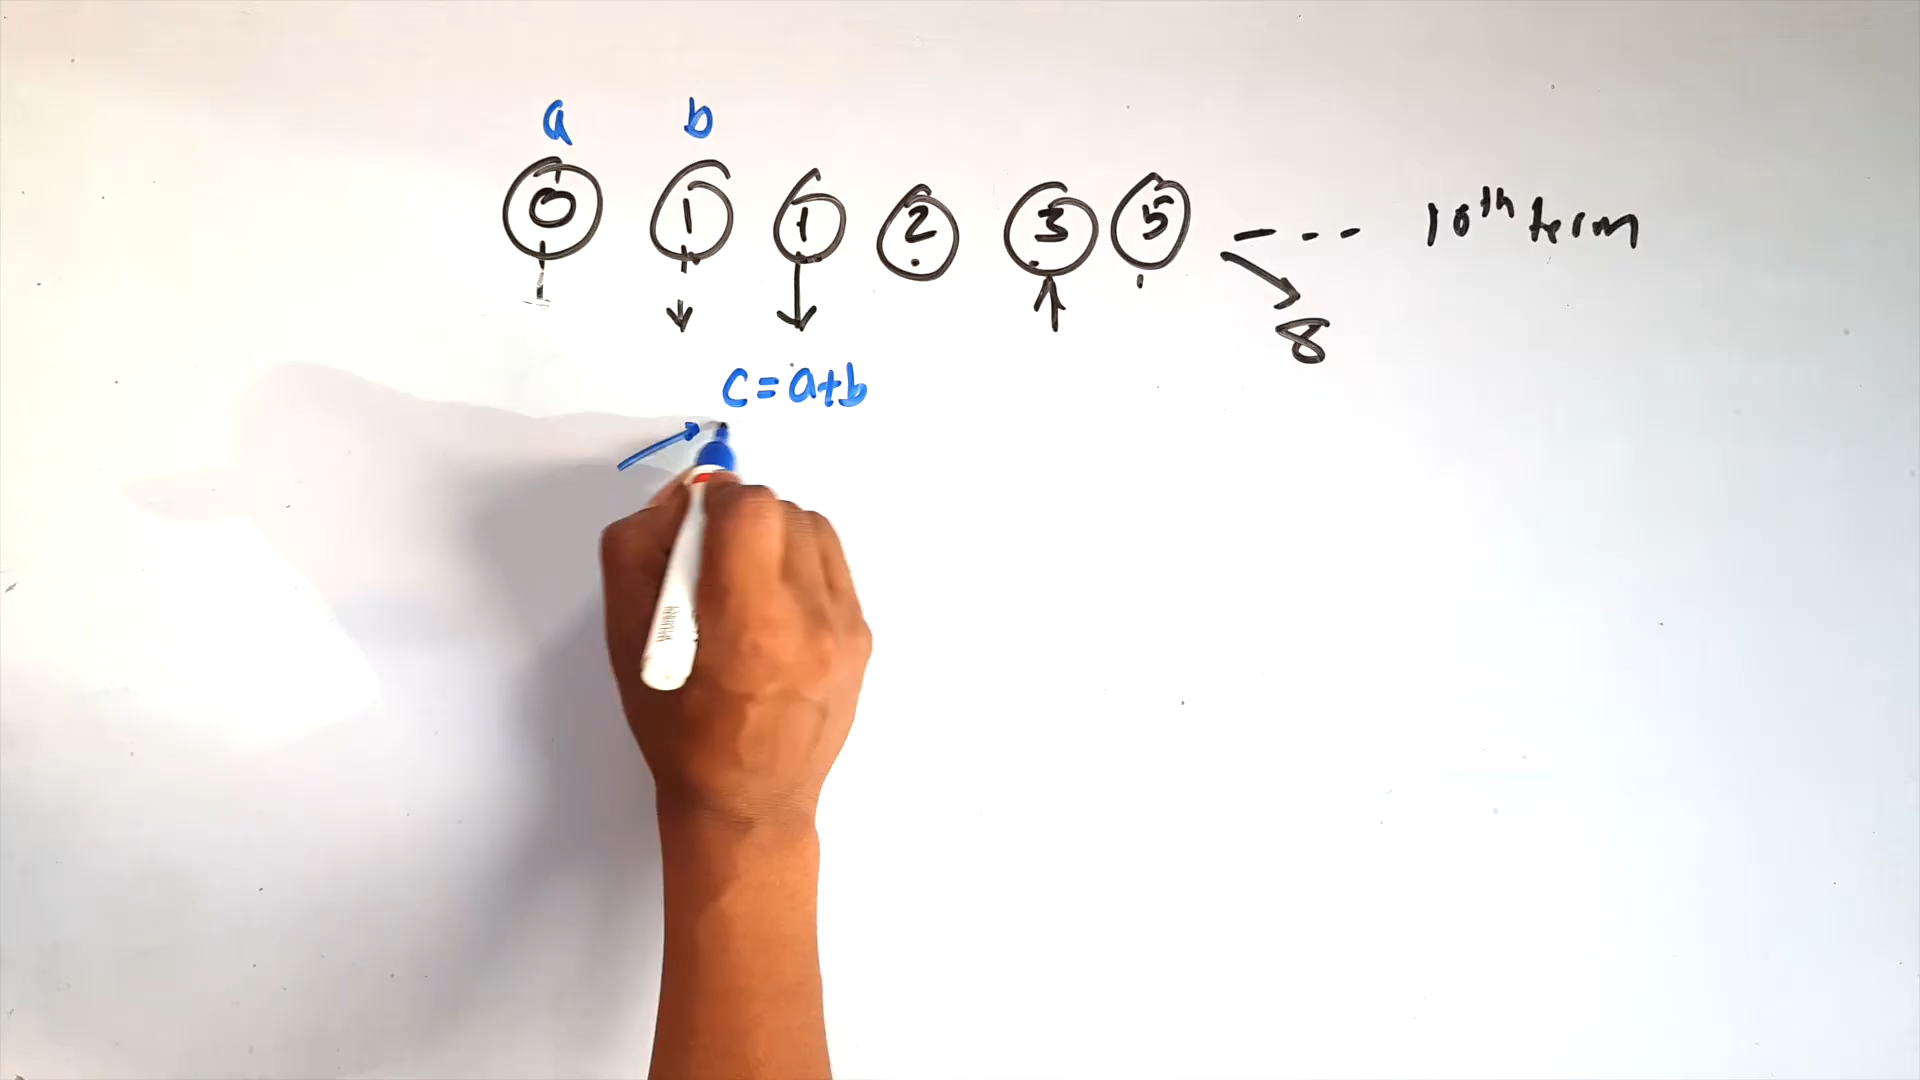 a b
0 1 1 2 3 5 - - - 10th term
8
c = a+b